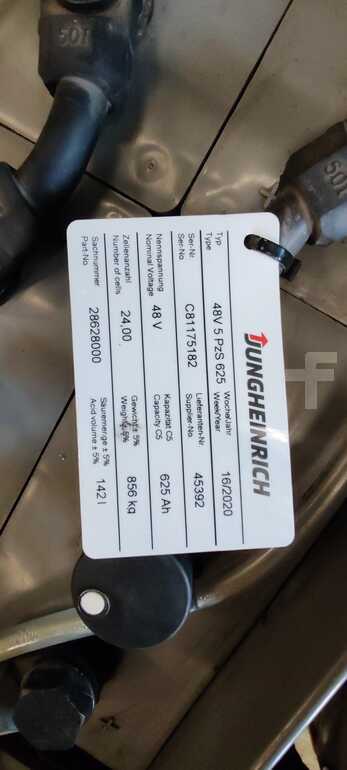 JUNGHEINRICH
Typ 48V 5 PzS 625 Woche/Jahr 16/2020
Type Week/Year
Ser-Nr. C81175182 Lieferanten-Nr 45392
Ser-No Supplier-No.
Nennspannung 48 V Kapazität C5 625 Ah
Nominal Voltage Capacity C5
Zellenanzahl 24,00 Gewicht ± 5% 856 kg
Number of cells Weight ± 5%
Sachnummer 28628000 Säuremenge ± 5% 142 l
Part-No Acid volume ± 5%
105
105